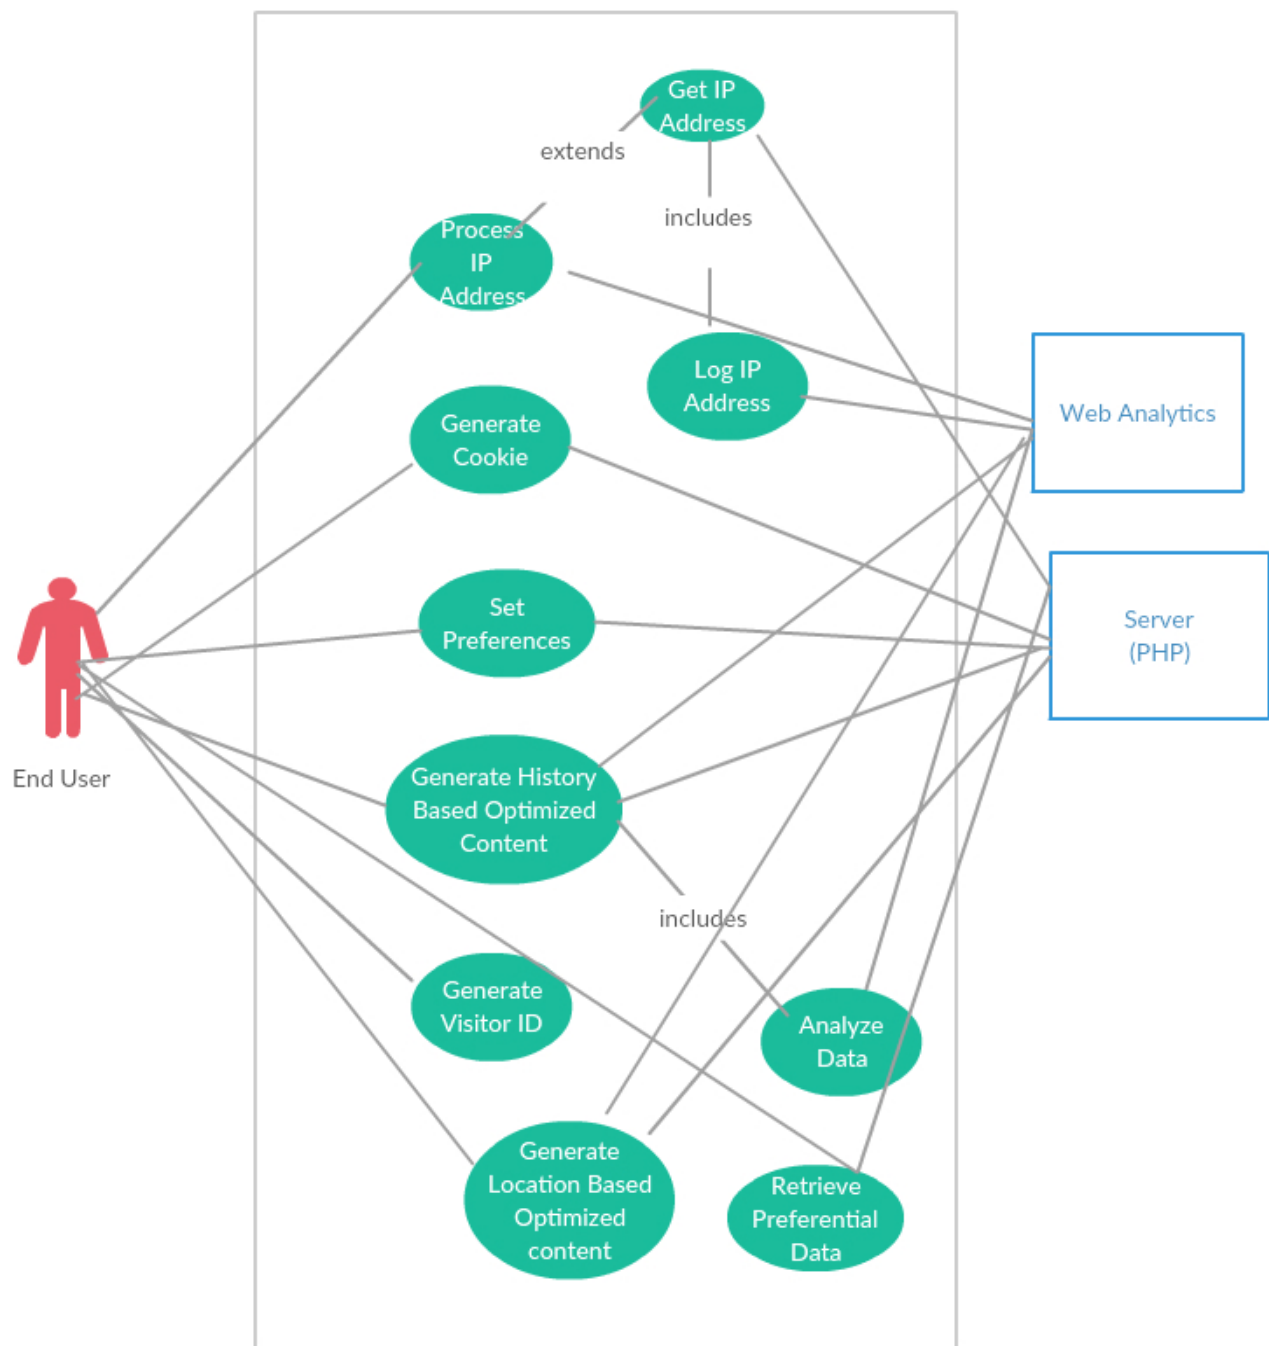 Get IP
Address
extends
includes
Process
IP
Address
Log IP
Address
Web Analytics
Generate
Cookie
Set
Preferences
Server
(PHP)
End User
Generate History
Based Optimized
Content
includes
Generate
Visitor ID
Analyze
Data
Generate
Location Based
Optimized
content
Retrieve
Preferential
Data